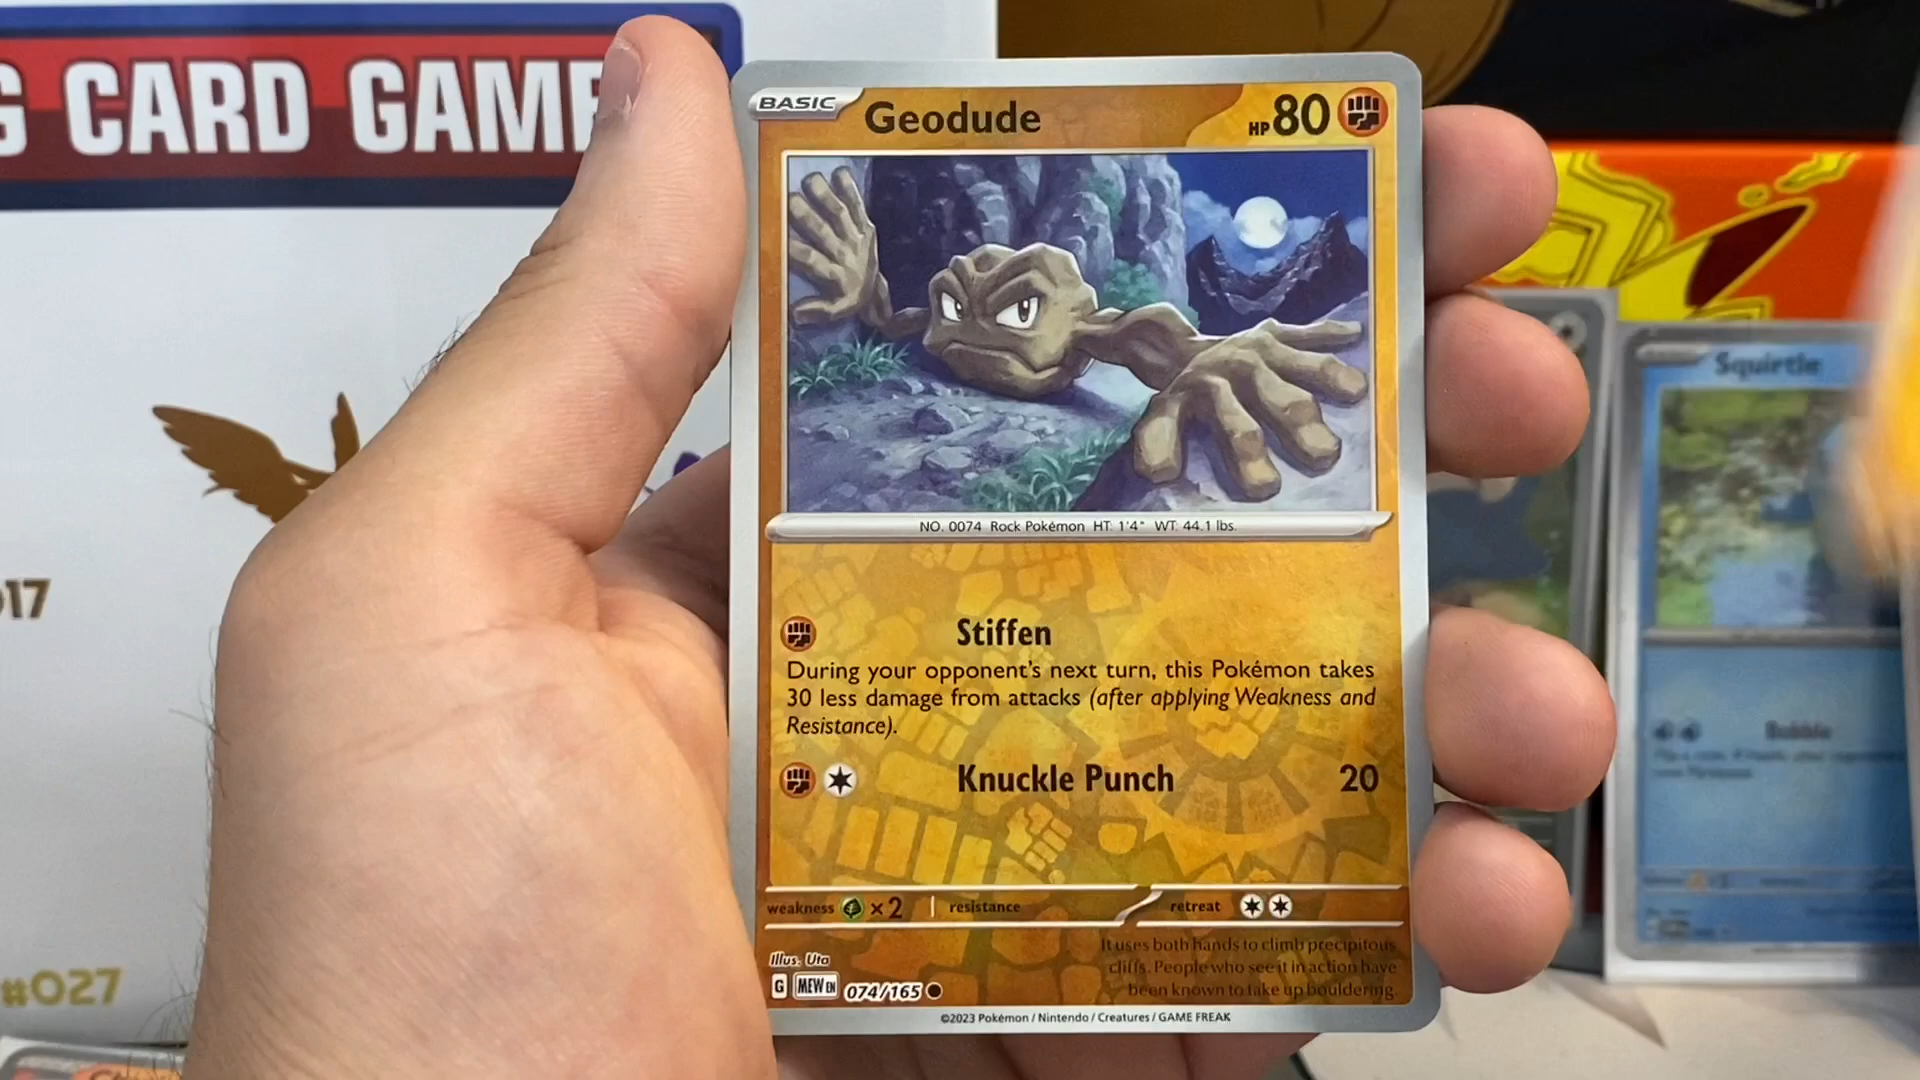 G CARD GAME
BASIC
Geodude
HP 80
NO. 0074 Rock Pokémon HT: 1'4" WT: 44.1 lbs.
Stiffen
During your opponent's next turn, this Pokémon takes
30 less damage from attacks (after applying Weakness and
Resistance).
Knuckle Punch 20
weakness ×2 resistance retreat
It uses both hands to climb precipitous
cliffs. People who see it in action have
been known to take up bouldering.
Illus. Uta
G MEW EN 074/165
©2023 Pokémon / Nintendo / Creatures / GAME FREAK
Squirtle
Bubble
17
#027